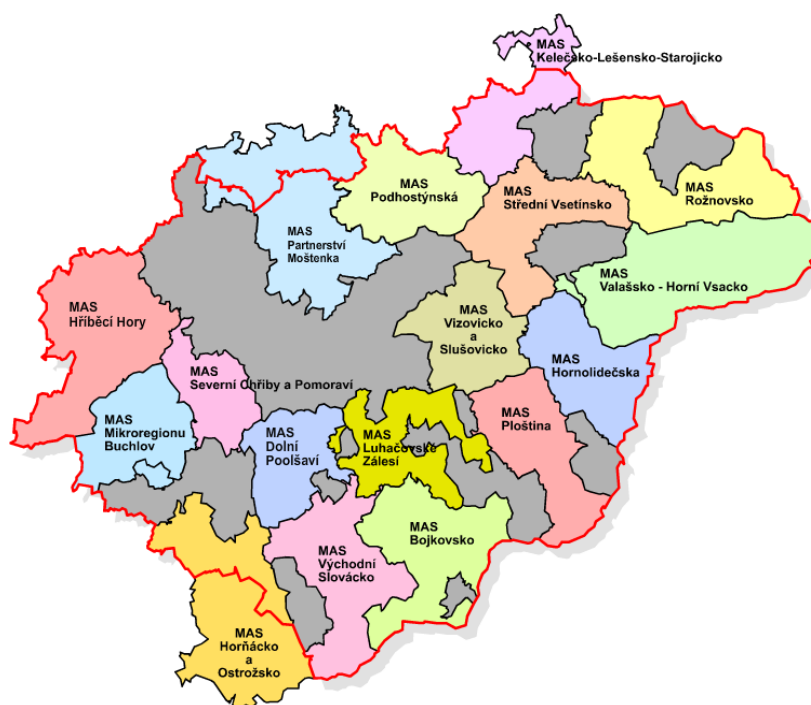 MAS
Kelečsko-Lešensko-Starojicko
MAS
Podhostýnská
MAS
Střední Vsetínsko
MAS
Rožnovsko
MAS
Partnerství
Moštenka
MAS
Valašsko - Horní Vsacko
MAS
Hříběcí Hory
MAS
Vizovicko
a
Slušovicko
MAS
Hornolidečska
MAS
Severní Chřiby a Pomoraví
MAS
Mikroregionu
Buchlov
MAS
Dolní
Poolšaví
MAS
Luhačovské
Zálesí
MAS
Ploština
MAS
Bojkovsko
MAS
Východní
Slovácko
MAS
Horňácko
a
Ostrožsko